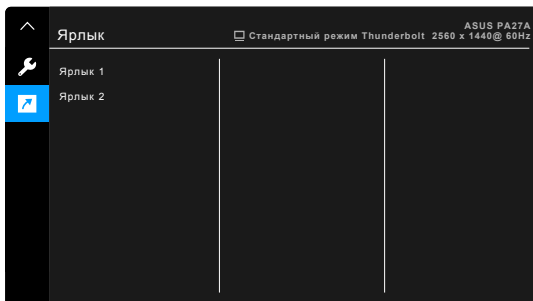 ASUS PA27A
Ярлык
Стандартный режим Thunderbolt 2560 x 1440@ 60Hz
Ярлык 1
Ярлык 2